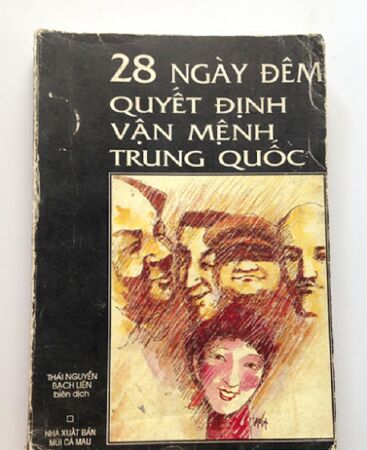 28 NGÀY ĐÊM
QUYẾT ĐỊNH
VẬN MỆNH
TRUNG QUỐC
THÁI NGUYỄN
BẠCH LIÊN
biên dịch
NHÀ XUẤT BẢN
MŨI CÀ MAU